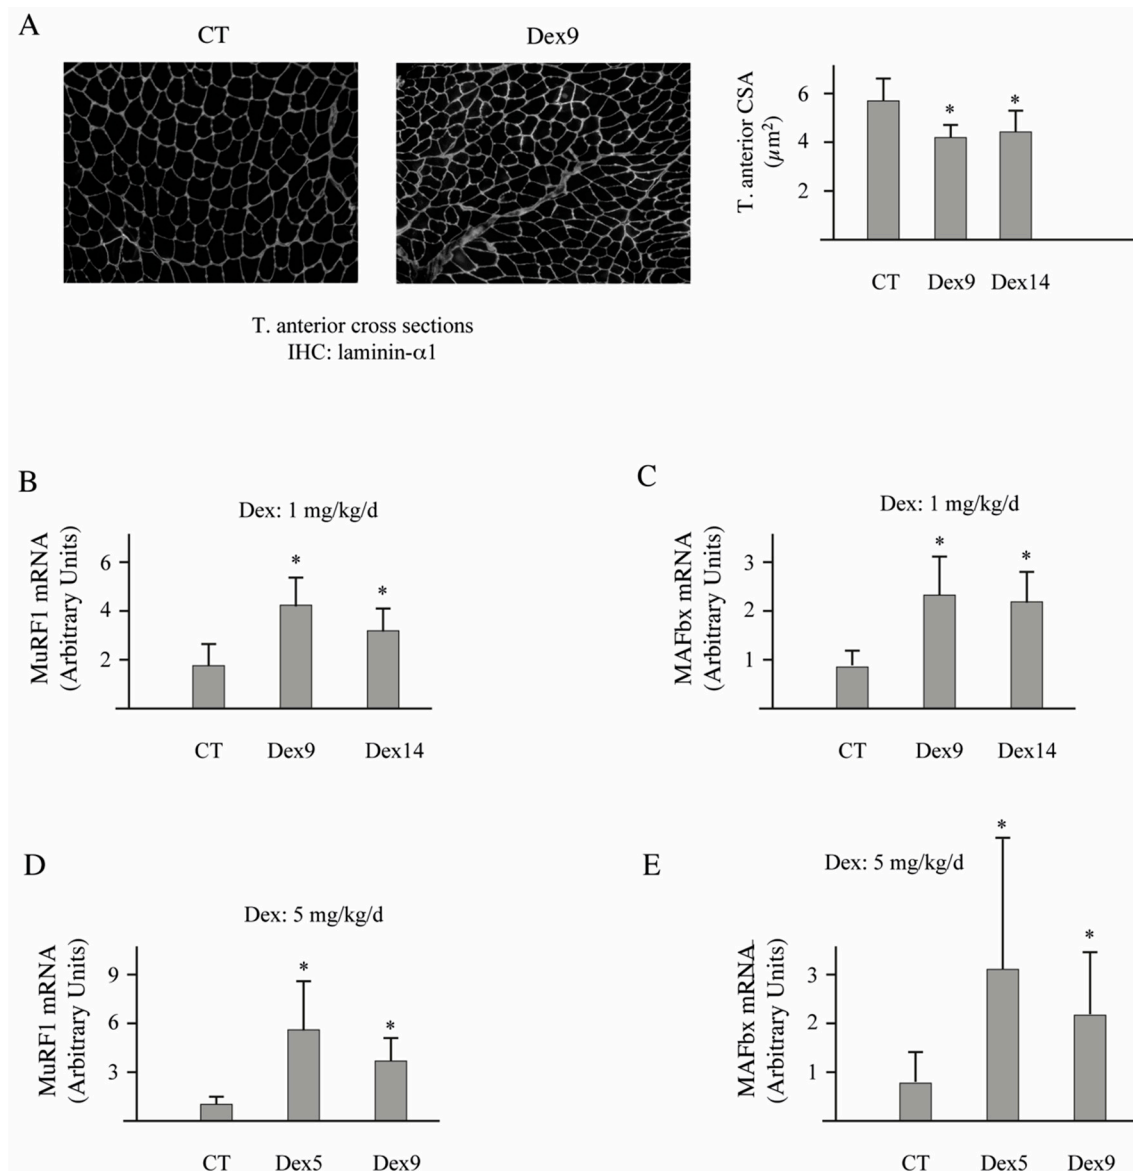 A
CT
Dex9
T. anterior CSA
(µm²)
6
4
2
*
*
CT Dex9 Dex14
T. anterior cross sections
IHC: laminin-α1
B
Dex: 1 mg/kg/d
MuRF1 mRNA
(Arbitrary Units)
6
4
2
*
*
CT Dex9 Dex14
C
Dex: 1 mg/kg/d
MAFbx mRNA
(Arbitrary Units)
3
2
1
*
*
CT Dex9 Dex14
D
Dex: 5 mg/kg/d
MuRF1 mRNA
(Arbitrary Units)
9
6
3
*
*
CT Dex5 Dex9
E
Dex: 5 mg/kg/d
MAFbx mRNA
(Arbitrary Units)
3
2
1
*
*
CT Dex5 Dex9